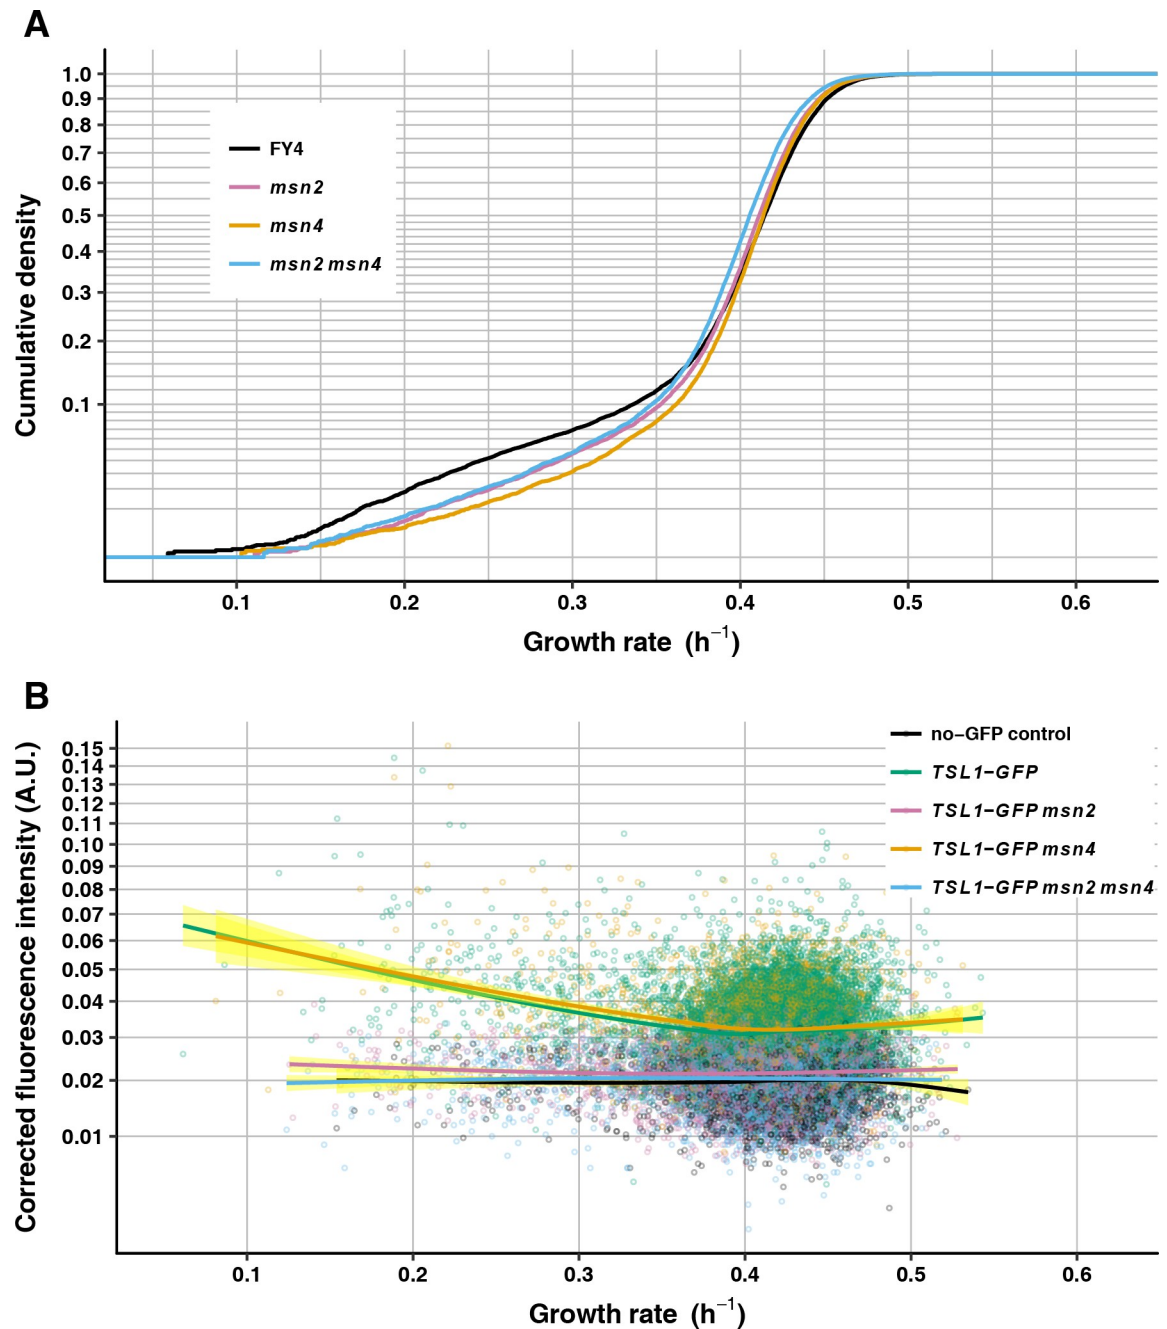 A
Cumulative density
1.0
0.9
0.8
0.7
0.6
0.5
0.4
0.3
0.2
0.1
FY4
msn2
msn4
msn2 msn4
0.1 0.2 0.3 0.4 0.5 0.6
Growth rate (h⁻¹)
B
Corrected fluorescence intensity (A.U.)
0.15
0.14
0.13
0.12
0.11
0.10
0.09
0.08
0.07
0.06
0.05
0.04
0.03
0.02
0.01
no−GFP control
TSL1−GFP
TSL1−GFP msn2
TSL1−GFP msn4
TSL1−GFP msn2 msn4
0.1 0.2 0.3 0.4 0.5 0.6
Growth rate (h⁻¹)